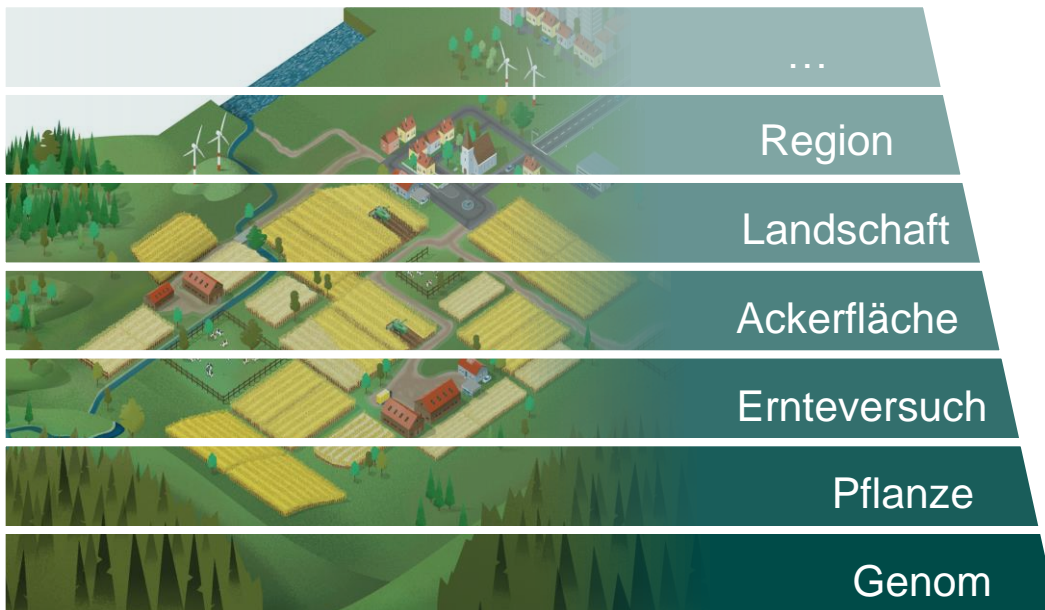 ...
Region
Landschaft
Ackerfläche
Ernteversuch
Pflanze
Genom